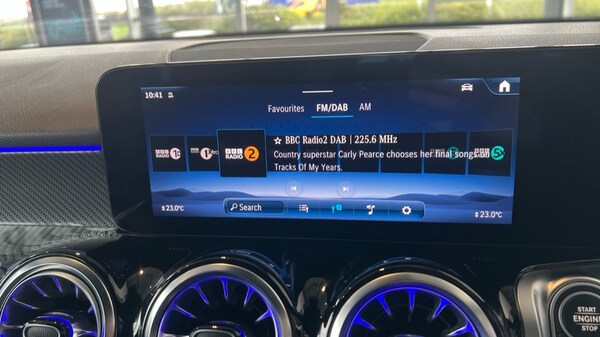 10:41
Favourites FM/DAB AM
BBC RADIO 2
☆ BBC Radio2 DAB | 225.6 MHz
Country superstar Carly Pearce chooses her final songs
Tracks Of My Years.
Search
23.0°C
23.0°C
START
ENGINE
STOP